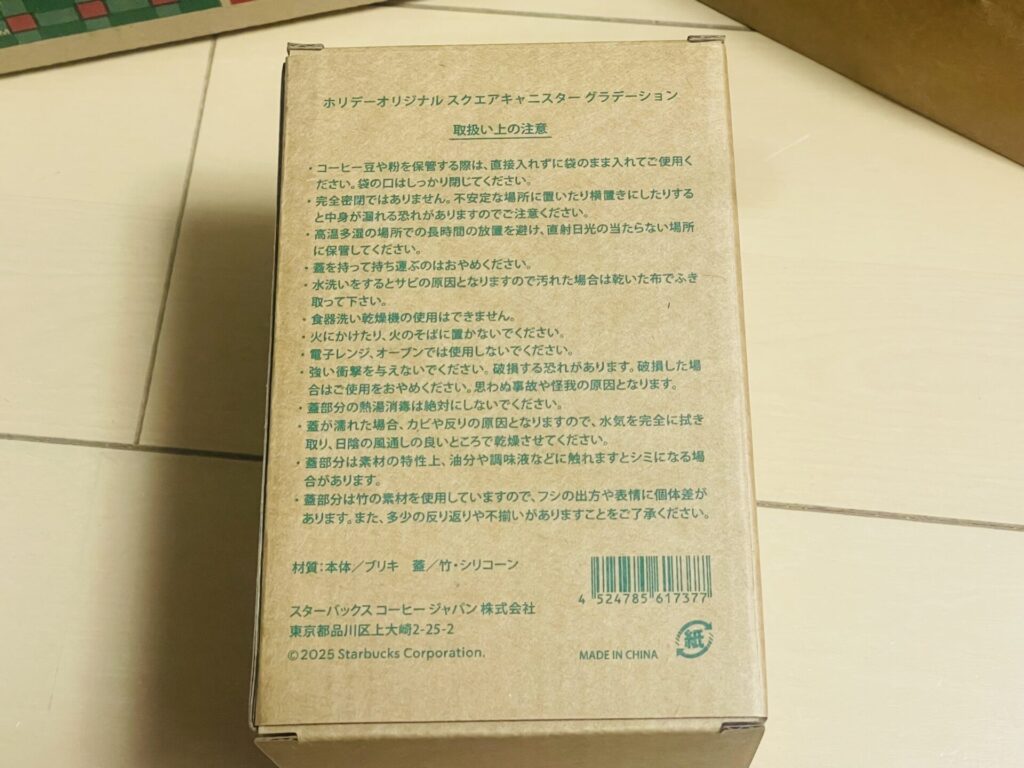 ホリデーオリジナル スクエアキャニスター グラデーション
取扱い上の注意
・コーヒー豆や粉を保管する際は、直接入れずに袋のまま入れてご使用く
ださい。袋の口はしっかり閉じてください。
・完全密閉ではありません。不安定な場所に置いたり横置きにしたりする
と中身が漏れる恐れがありますのでご注意ください。
・高温多湿の場所での長時間の放置を避け、直射日光の当たらない場所
に保管してください。
・蓋を持って持ち運ぶのはおやめください。
・水洗いをするとサビの原因となりますので汚れた場合は乾いた布でふき
取って下さい。
・食器洗い乾燥機の使用はできません。
・火にかけたり、火のそばに置かないでください。
・電子レンジ、オーブンでは使用しないでください。
・強い衝撃を与えないでください。破損する恐れがあります。破損した場
合はご使用をおやめください。思わぬ事故や怪我の原因となります。
・蓋部分の熱湯消毒は絶対にしないでください。
・蓋が濡れた場合、カビや反りの原因となりますので、水気を完全に拭き
取り、日陰の風通しの良いところで乾燥させてください。
・蓋部分は素材の特性上、油分や調味液などに触れますとシミになる場
合があります。
・蓋部分は竹の素材を使用していますので、フシの出方や表情に個体差が
あります。また、多少の反り返りや不揃いがありますことをご了承ください。
材質:本体/ブリキ 蓋/竹・シリコーン
4 524785 617377
スターバックス コーヒー ジャパン 株式会社
東京都品川区上大崎2-25-2
©2025 Starbucks Corporation.
MADE IN CHINA
紙